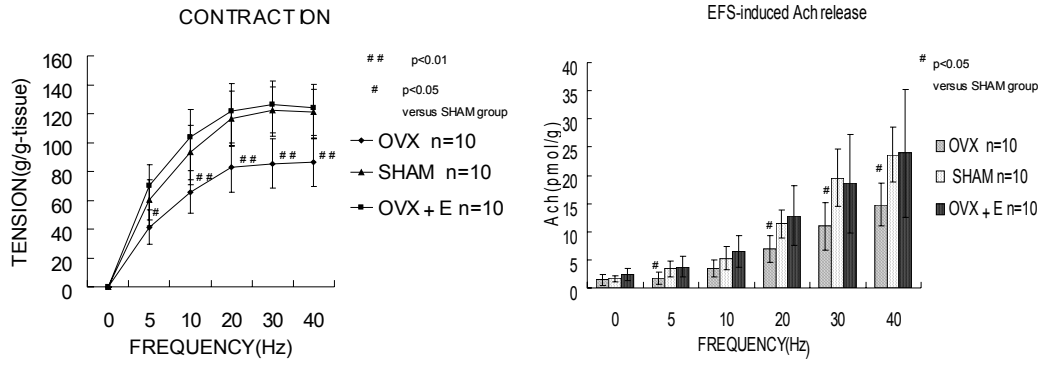 CONTRACTION
TENSION(g/g-tissue)
160
140
120
100
80
60
40
20
0
#
##
##
##
##
0 5 10 20 30 40
FREQUENCY(Hz)
## p<0.01
# p<0.05
versus SHAM group
OVX n=10
SHAM n=10
OVX + E n=10
EFS-induced Ach release
Ach(pmol/g)
40
35
30
25
20
15
10
5
0
#
#
#
#
0 5 10 20 30 40
FREQUENCY(Hz)
# p<0.05
versus SHAM group
OVX n=10
SHAM n=10
OVX + E n=10